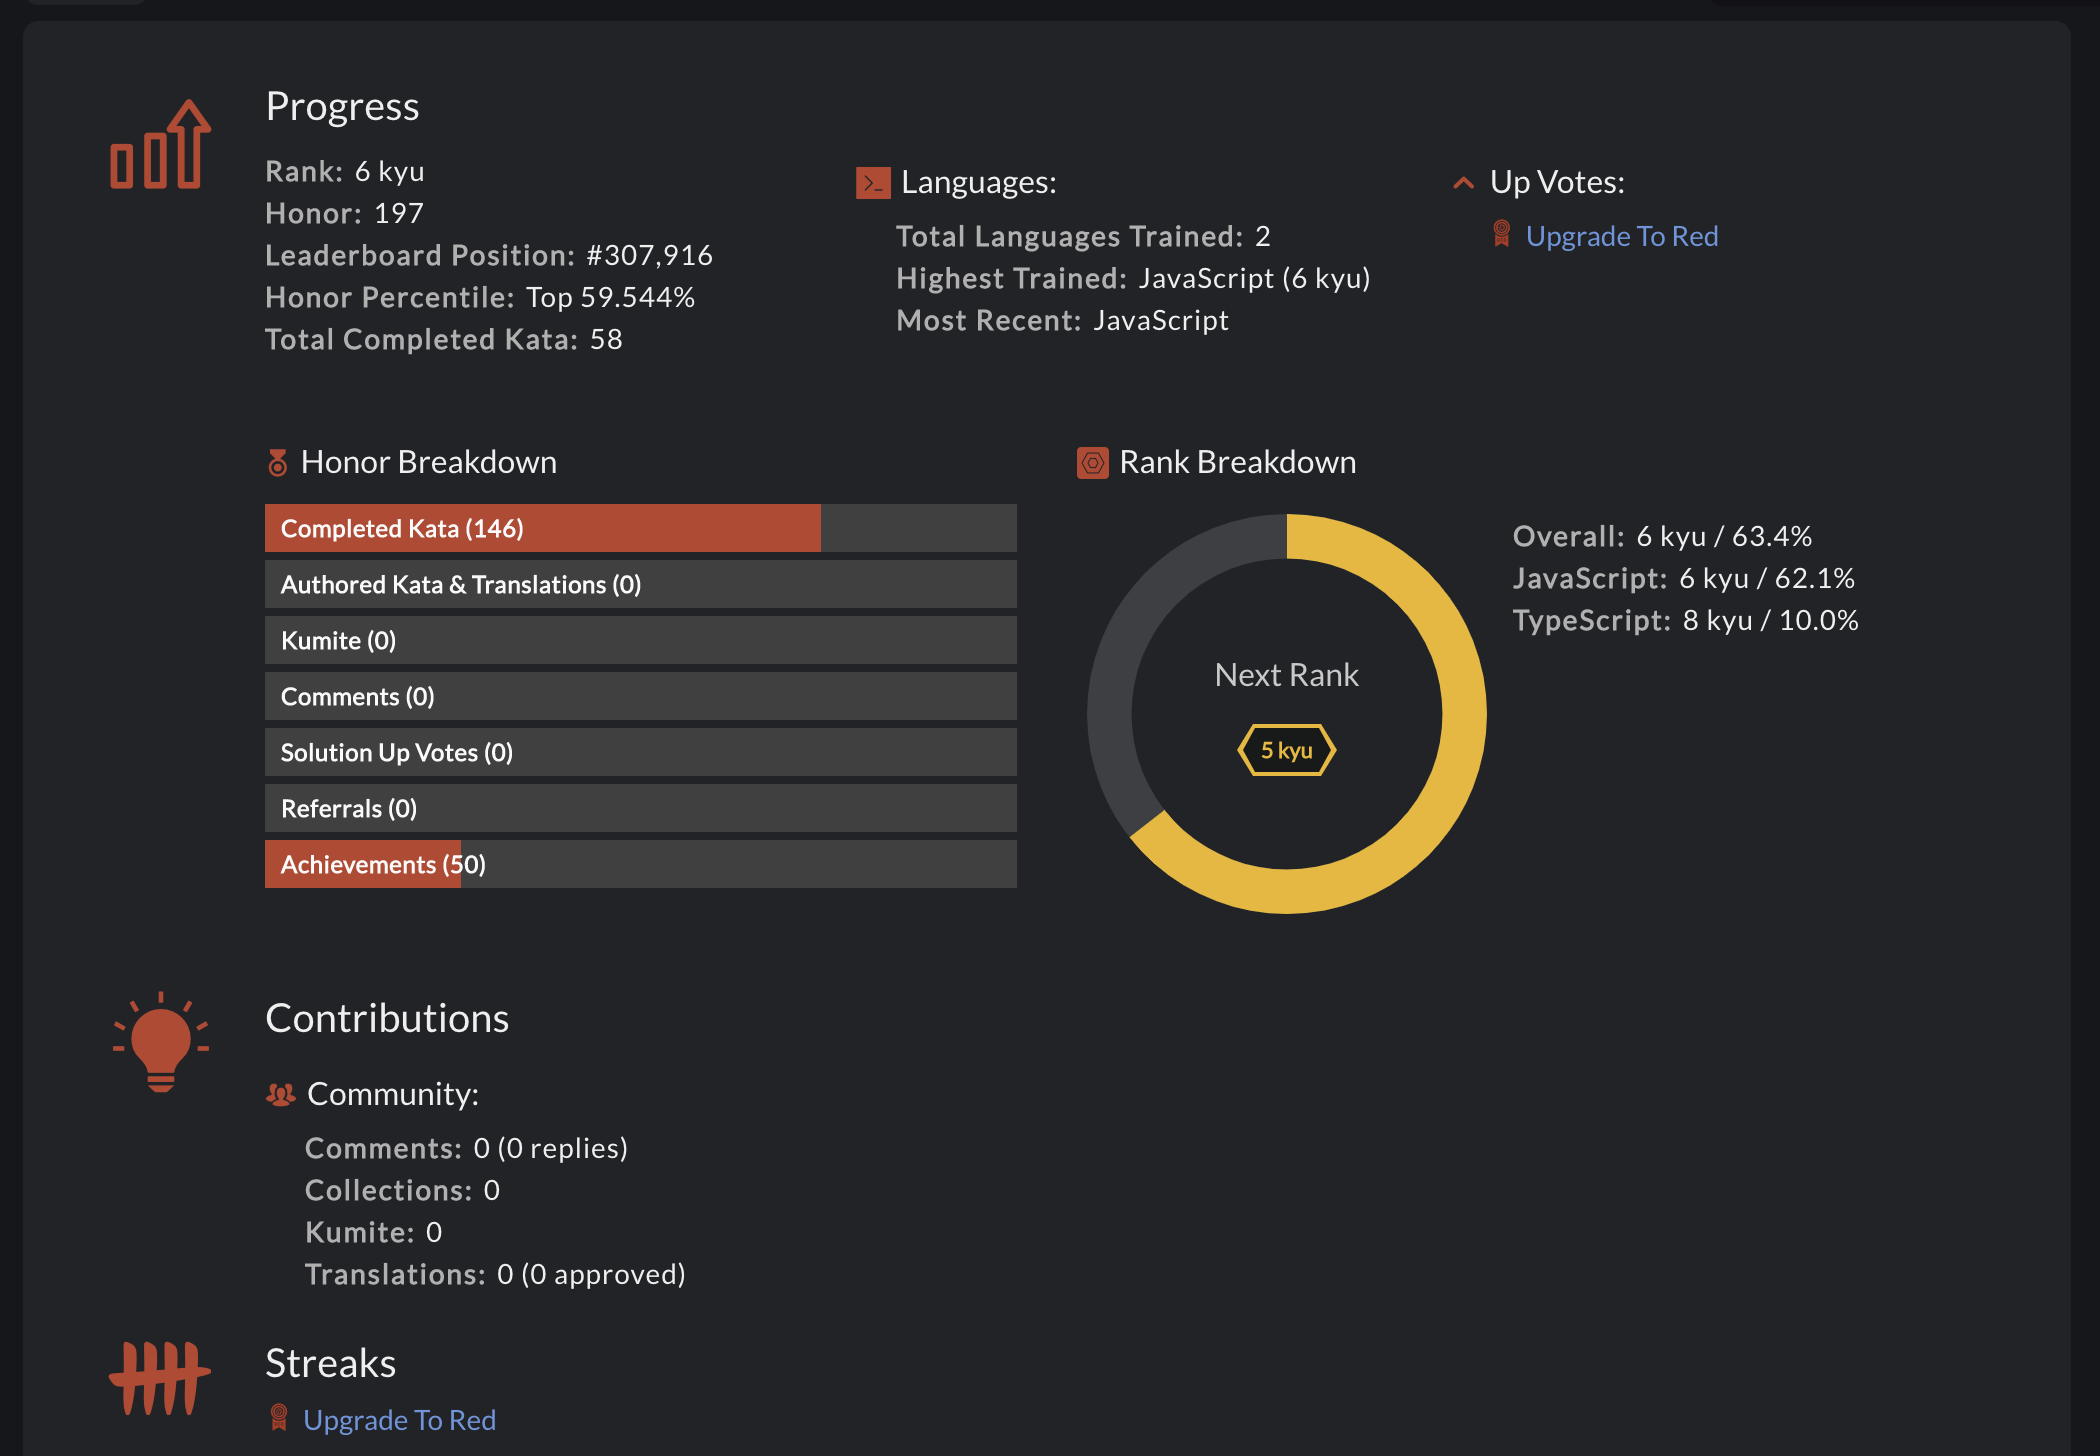 Progress
Rank: 6 kyu
Honor: 197
Leaderboard Position: #307,916
Honor Percentile: Top 59.544%
Total Completed Kata: 58
Languages:
Total Languages Trained: 2
Highest Trained: JavaScript (6 kyu)
Most Recent: JavaScript
Up Votes:
Upgrade To Red
Honor Breakdown
Completed Kata (146)
Authored Kata & Translations (0)
Kumite (0)
Comments (0)
Solution Up Votes (0)
Referrals (0)
Achievements (50)
Rank Breakdown
Next Rank
5 kyu
Overall: 6 kyu / 63.4%
JavaScript: 6 kyu / 62.1%
TypeScript: 8 kyu / 10.0%
Contributions
Community:
Comments: 0 (0 replies)
Collections: 0
Kumite: 0
Translations: 0 (0 approved)
Streaks
Upgrade To Red